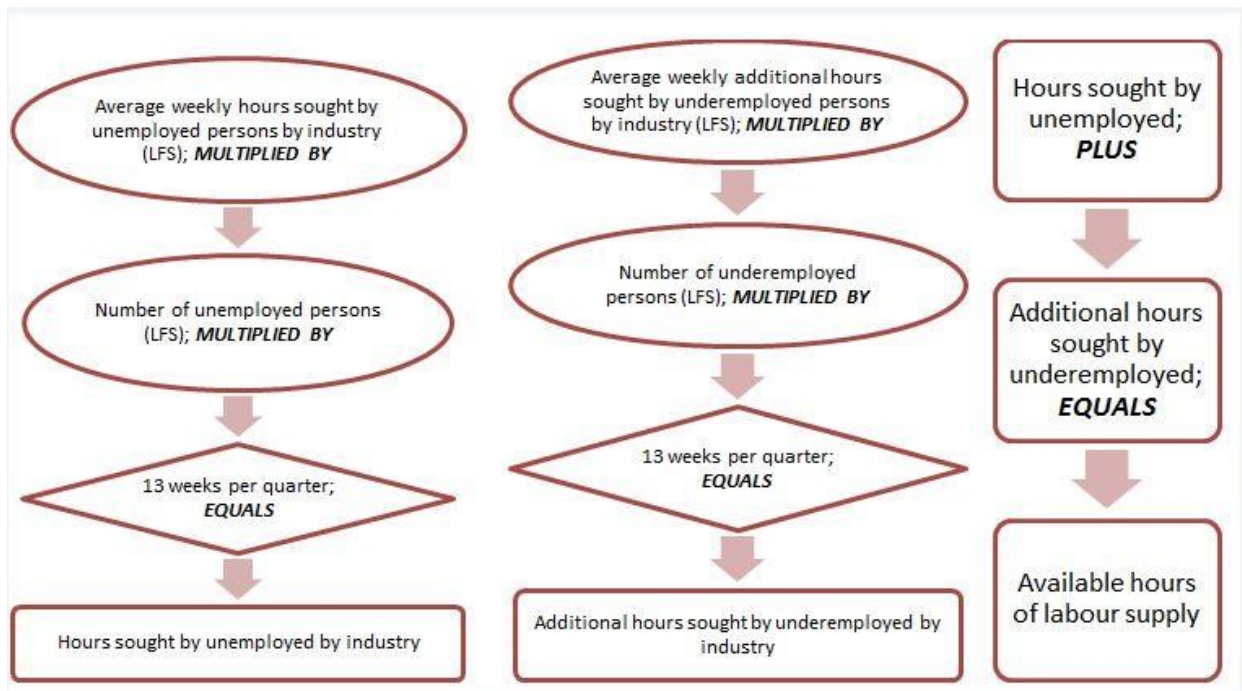 Average weekly hours sought by
unemployed persons by industry
(LFS); MULTIPLIED BY
Number of unemployed persons
(LFS); MULTIPLIED BY
13 weeks per quarter;
EQUALS
Hours sought by unemployed by industry
Average weekly additional hours
sought by underemployed persons
by industry (LFS); MULTIPLIED BY
Number of underemployed
persons (LFS); MULTIPLIED BY
13 weeks per quarter;
EQUALS
Additional hours sought by underemployed by
industry
Hours sought by
unemployed;
PLUS
Additional hours
sought by
underemployed;
EQUALS
Available hours
of labour supply